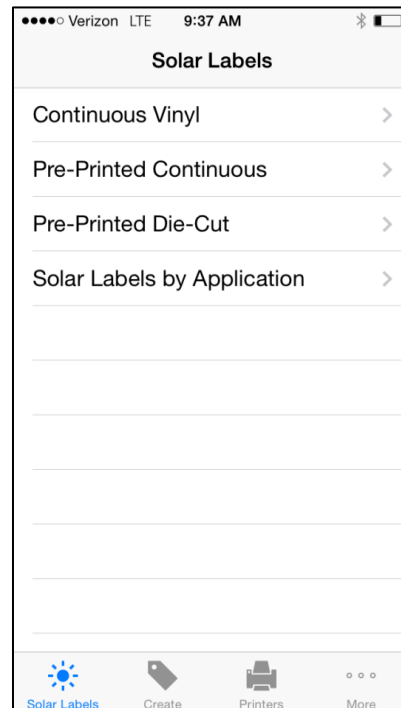 Verizon LTE 9:37 AM
Solar Labels
Continuous Vinyl
Pre-Printed Continuous
Pre-Printed Die-Cut
Solar Labels by Application
Solar Labels Create Printers More